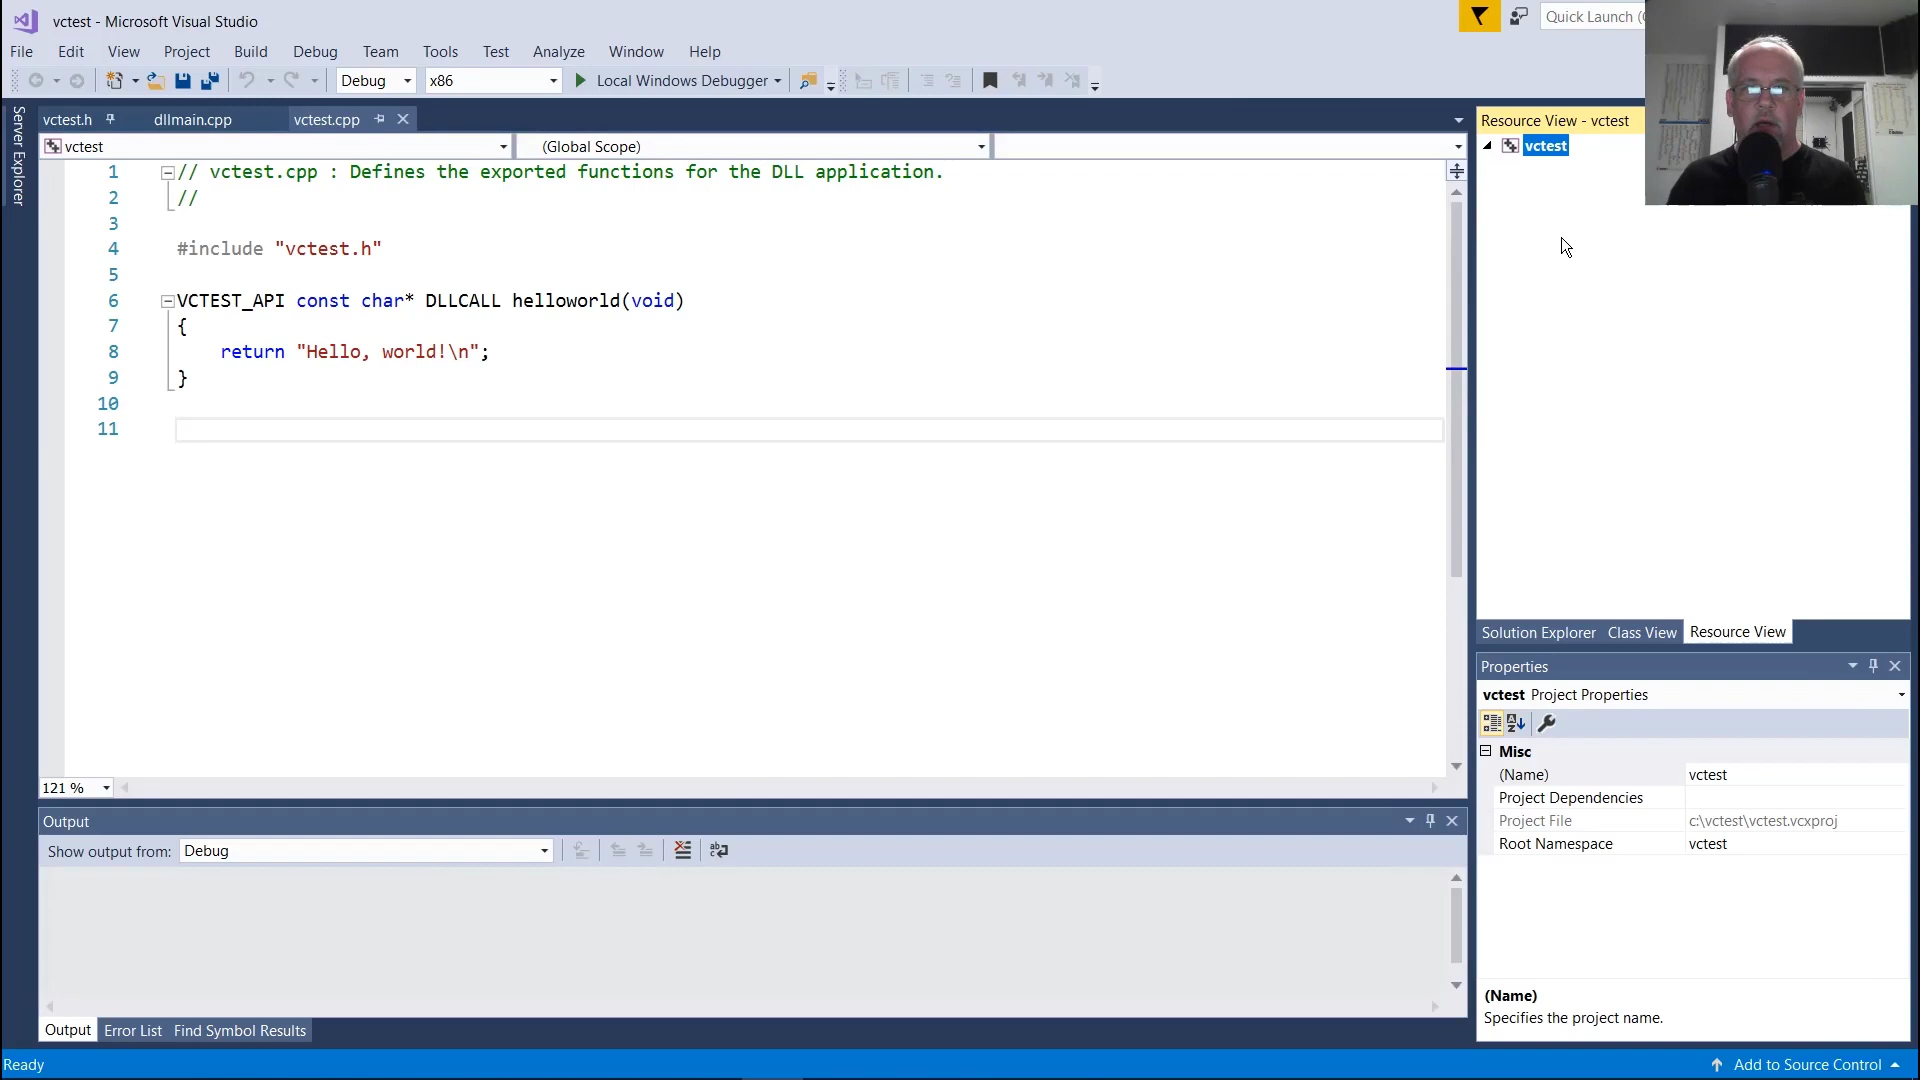 vctest - Microsoft Visual Studio
Quick Launch (
File Edit View Project Build Debug Team Tools Test Analyze Window Help
Debug x86 Local Windows Debugger
Server Explorer
vctest.h dllmain.cpp vctest.cpp
vctest (Global Scope)
1 // vctest.cpp : Defines the exported functions for the DLL application.
2 //
3
4 #include "vctest.h"
5
6 VCTEST_API const char* DLLCALL helloworld(void)
7 {
8 return "Hello, world!\n";
9 }
10
11
121 %
Output
Show output from: Debug
Output Error List Find Symbol Results
Resource View - vctest
vctest
Solution Explorer Class View Resource View
Properties
vctest Project Properties
Misc
(Name) vctest
Project Dependencies
Project File c:\vctest\vctest.vcxproj
Root Namespace vctest
(Name)
Specifies the project name.
Ready
Add to Source Control